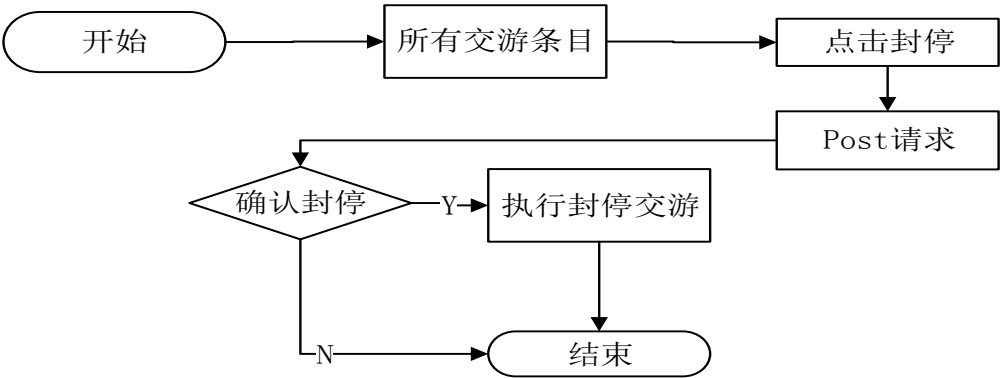 开始
所有交游条目
点击封停
Post请求
确认封停
Y
执行封停交游
N
结束